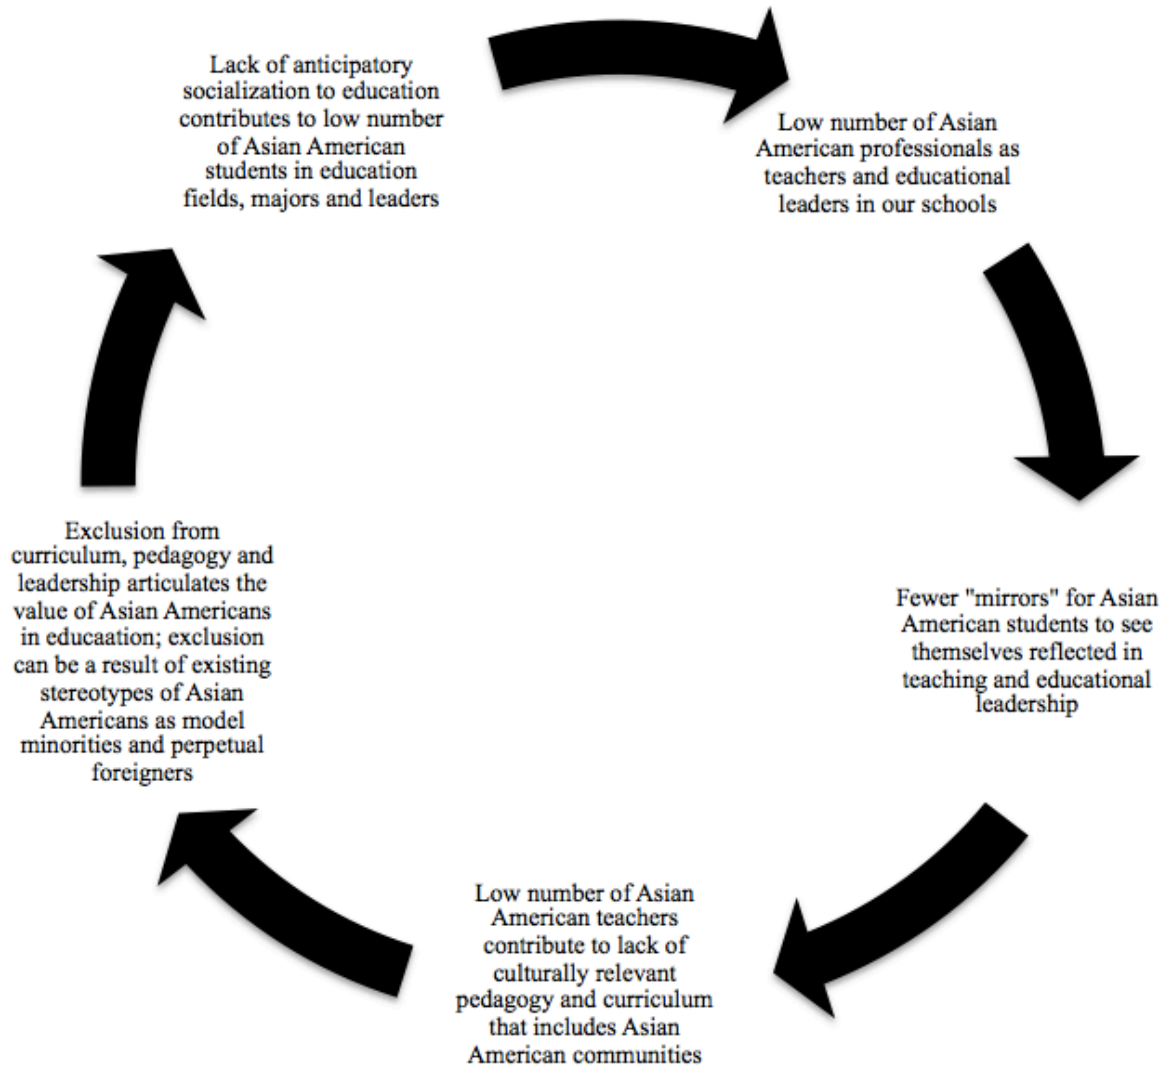 Lack of anticipatory
socialization to education
contributes to low number
of Asian American
students in education
fields, majors and leaders
Low number of Asian
American professionals as
teachers and educational
leaders in our schools
Fewer "mirrors" for Asian
American students to see
themselves reflected in
teaching and educational
leadership
Low number of Asian
American teachers
contribute to lack of
culturally relevant
pedagogy and curriculum
that includes Asian
American communities
Exclusion from
curriculum, pedagogy and
leadership articulates the
value of Asian Americans
in educaation; exclusion
can be a result of existing
stereotypes of Asian
Americans as model
minorities and perpetual
foreigners